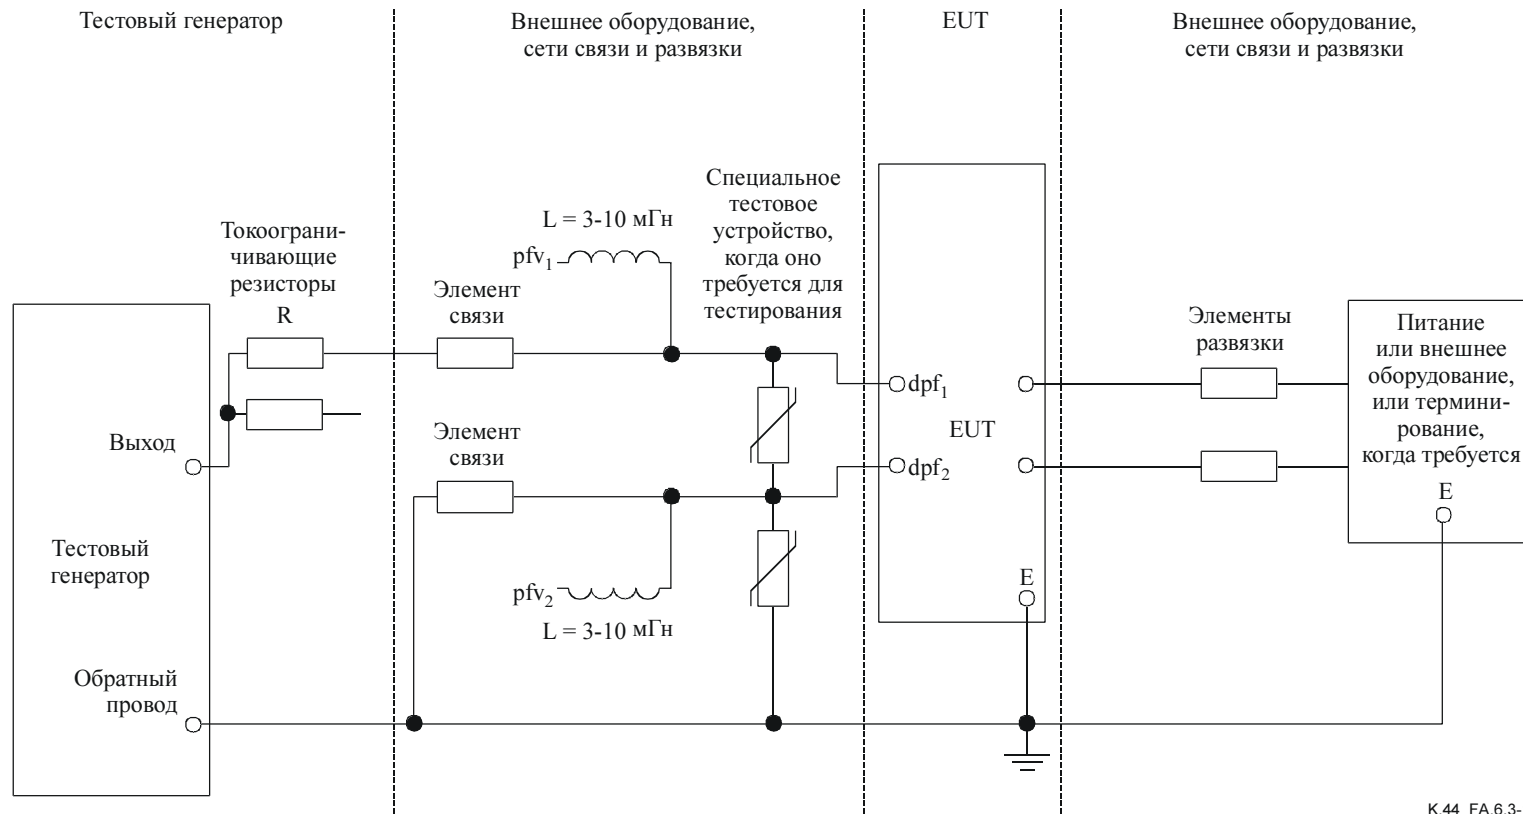 Тестовый генератор
Внешнее оборудование,
сети связи и развязки
EUT
Внешнее оборудование,
сети связи и развязки
Токоограни-
чивающие
резисторы
R
L = 3-10 мГн
pfv1
Элемент
связи
Специальное
тестовое
устройство,
когда оно
требуется для
тестирования
Элементы
развязки
Питание
или внешнее
оборудование,
или термини-
рование,
когда требуется
E
dpf1
EUT
dpf2
Выход
Элемент
связи
Тестовый
генератор
pfv2
L = 3-10 мГн
E
Обратный
провод
K.44_FA.6.3-